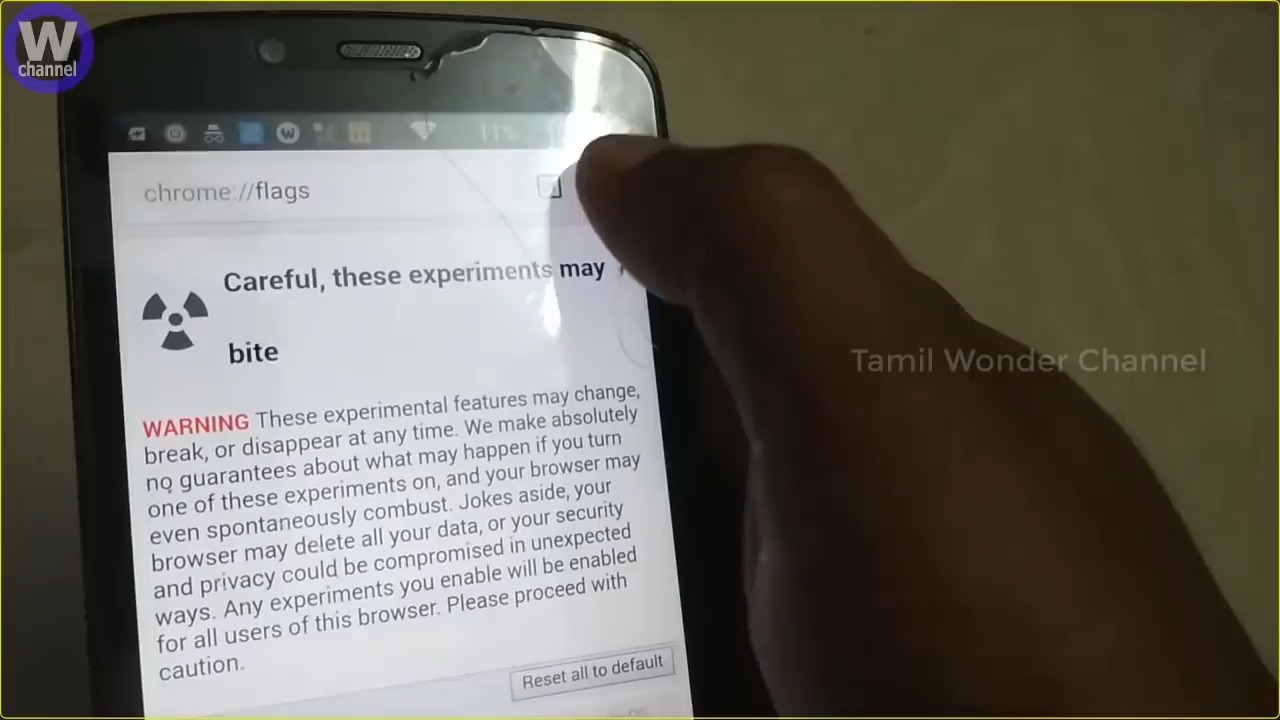 W
channel
11%
chrome://flags
Careful, these experiments may
bite
WARNING These experimental features may change,
break, or disappear at any time. We make absolutely
no guarantees about what may happen if you turn
one of these experiments on, and your browser may
even spontaneously combust. Jokes aside, your
browser may delete all your data, or your security
and privacy could be compromised in unexpected
ways. Any experiments you enable will be enabled
for all users of this browser. Please proceed with
caution.
Reset all to default
Tamil Wonder Channel